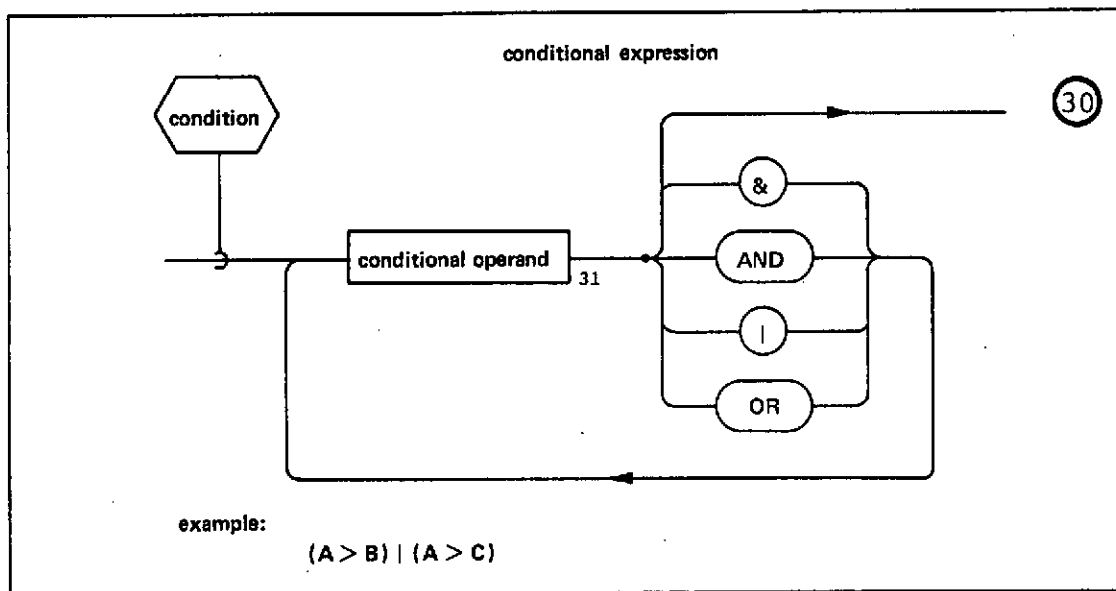 conditional expression
condition
30
&
conditional operand
31
AND
|
OR
example:
(A > B) | (A > C)